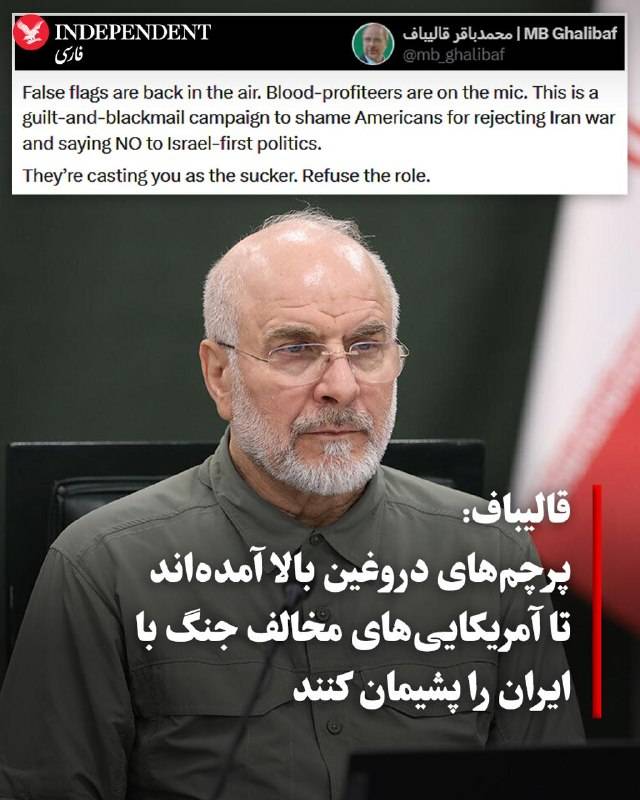 INDEPENDENT
فارسی
محمدباقر قالیباف | MB Ghalibaf
@mb_ghalibaf
False flags are back in the air. Blood-profiteers are on the mic. This is a
guilt-and-blackmail campaign to shame Americans for rejecting Iran war
and saying NO to Israel-first politics.
They’re casting you as the sucker. Refuse the role.
قالیباف:
پرچم‌های دروغین بالا آمده‌اند
تا آمریکایی‌های مخالف جنگ با
ایران را پشیمان کنند